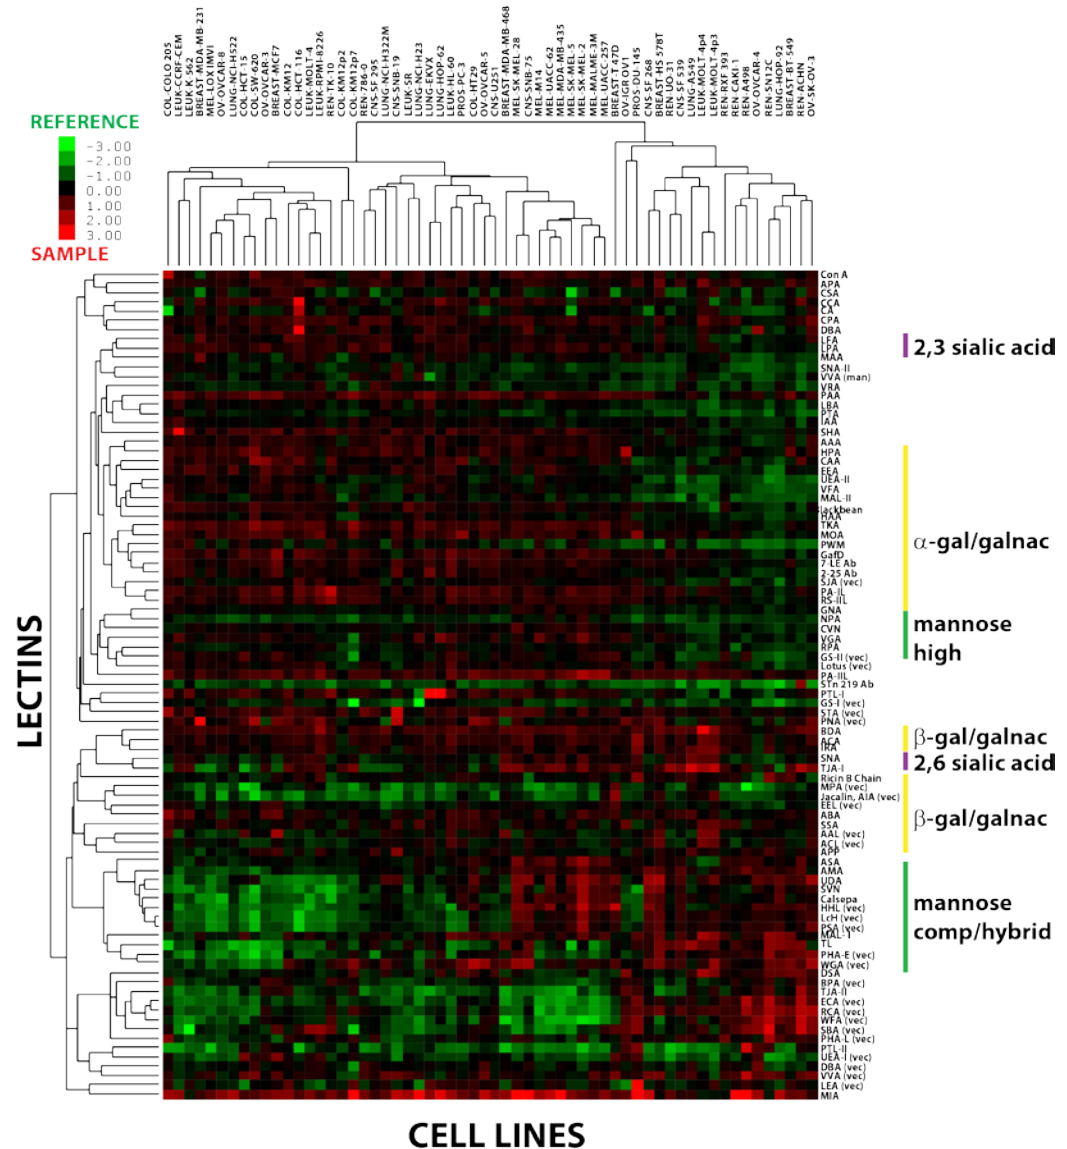 COL-COLO 205
LEUK-CCRF-CEM
LEUK-K-562
BREAST-MDA-MB-231
MEL-LOX IMVI
OV-OVCAR-8
LUNG-NCI-H522
COL-HCT-15
COL-SW-620
OV-OVCAR-3
BREAST-MCF7
COL-KM12
COL-HCT 116
LEUK-MOLT-4
LEUK-RPMI-8226
REN-TK-10
COL-KM12p2
COL-KM12p7
REN-786-0
CNS-SF 295
LUNG-NCI-H322M
CNS-SNB-19
LEUK-SR
LUNG-NCI-H23
LUNG-EKVX
LUNG-HOP-62
LEUK-HL-60
PROS-PC-3
COL-HT29
OV-OVCAR-5
CNS-U251
BREAST-MDA-MB-468
MEL-SK-MEL-28
CNS-SNB-75
MEL-M14
MEL-UACC-62
MEL-MDA-MB-435
MEL-SK-MEL-5
MEL-SK-MEL-2
MEL-MALME-3M
MEL-UACC-257
BREAST-T 47D
OV-IGROV1
PROS-DU-145
CNS-SF 268
BREAST-HS 578T
REN-UO-31
CNS-SF 539
LUNG-A549
LEUK-MOLT-4p4
LEUK-MOLT-4p3
REN-RXF 393
REN-CAKI-1
REN-A498
OV-OVCAR-4
REN-SN12C
LUNG-HOP-92
BREAST-BT-549
REN-ACHN
OV-SK-OV-3
REFERENCE
-3.00
-2.00
-1.00
0.00
1.00
2.00
3.00
SAMPLE
Con A
APA
CSA
CCA
CA
CPA
DBA
LFA
LPA
MAA
SNA-II
VVA (man)
VRA
PAA
LBA
PTA
IAA
SHA
AAA
HPA
CAA
EEA
UEA-II
VFA
MAL-II
Blackbean
HAA
TKA
MOA
PWM
GafD
7-LE Ab
2-25 Ab
SJA (vec)
PA-IL
RS-IIL
GNA
NPA
CVN
VGA
RPA
GS-II (vec)
Lotus (vec)
PA-IIL
STn 219 Ab
PTL-I
GS-I (vec)
STA (vec)
PNA (vec)
BDA
ACA
IRA
SNA
TJA-I
Ricin B Chain
MPA (vec)
Jacalin, AIA (vec)
EEL (vec)
ABA
SSA
AAL (vec)
ACL (vec)
APP
ASA
AMA
UDA
SVN
Calsepa
HHL (vec)
LcH (vec)
PSA (vec)
MAL-I
TL
PHA-E (vec)
WGA (vec)
DSA
BPA (vec)
TJA-II
ECA (vec)
RCA (vec)
WFA (vec)
SBA (vec)
PHA-L (vec)
PTL-II
UEA-I (vec)
DBA (vec)
VVA (vec)
LEA (vec)
MIA
2,3 sialic acid
α-gal/galnac
mannose
high
β-gal/galnac
2,6 sialic acid
β-gal/galnac
mannose
comp/hybrid
LECTINS
CELL LINES